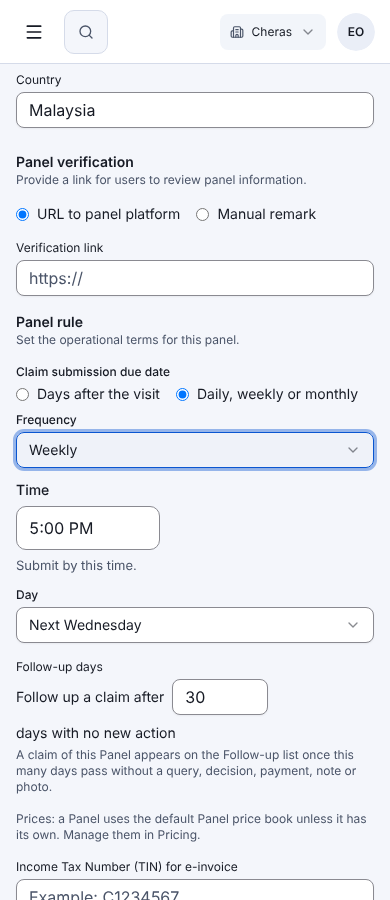 Cheras
EO
Country
Malaysia
Panel verification
Provide a link for users to review panel information.
URL to panel platform
Manual remark
Verification link
https://
Panel rule
Set the operational terms for this panel.
Claim submission due date
Days after the visit
Daily, weekly or monthly
Frequency
Weekly
Time
5:00 PM
Submit by this time.
Day
Next Wednesday
Follow-up days
Follow up a claim after 30
days with no new action
A claim of this Panel appears on the Follow-up list once this
many days pass without a query, decision, payment, note or
photo.
Prices: a Panel uses the default Panel price book unless it has
its own. Manage them in Pricing.
Income Tax Number (TIN) for e-invoice
Example: C1234567